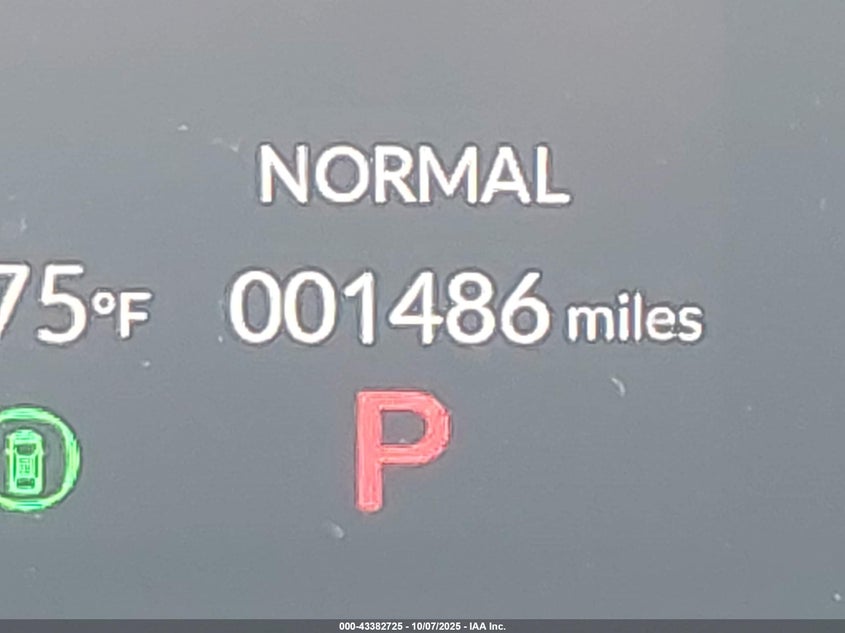 NORMAL
75°F 001486 miles
P
000-43382725 - 10/07/2025 - IAA Inc.